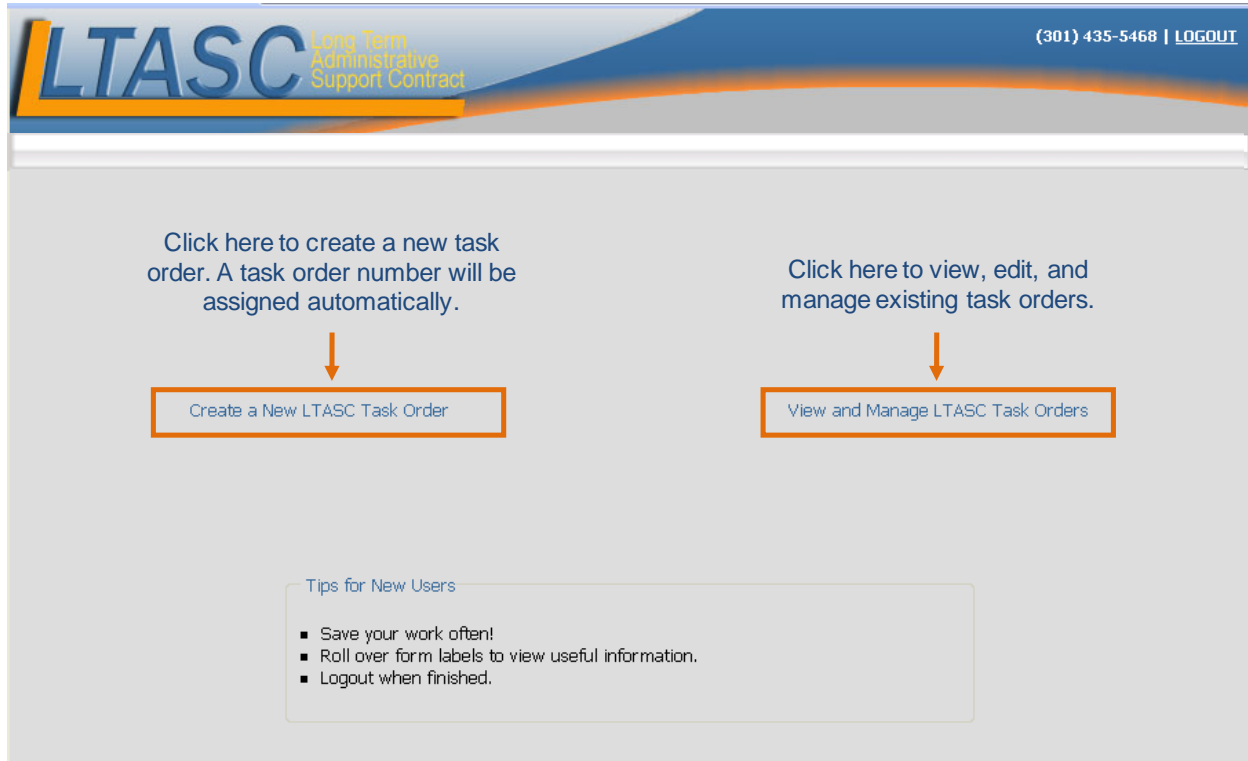 LTASC
Long Term
Administrative
Support Contract
(301) 435-5468 | LOGOUT
Click here to create a new task
order. A task order number will be
assigned automatically.
Click here to view, edit, and
manage existing task orders.
Create a New LTASC Task Order
View and Manage LTASC Task Orders
Tips for New Users
▪ Save your work often!
▪ Roll over form labels to view useful information.
▪ Logout when finished.